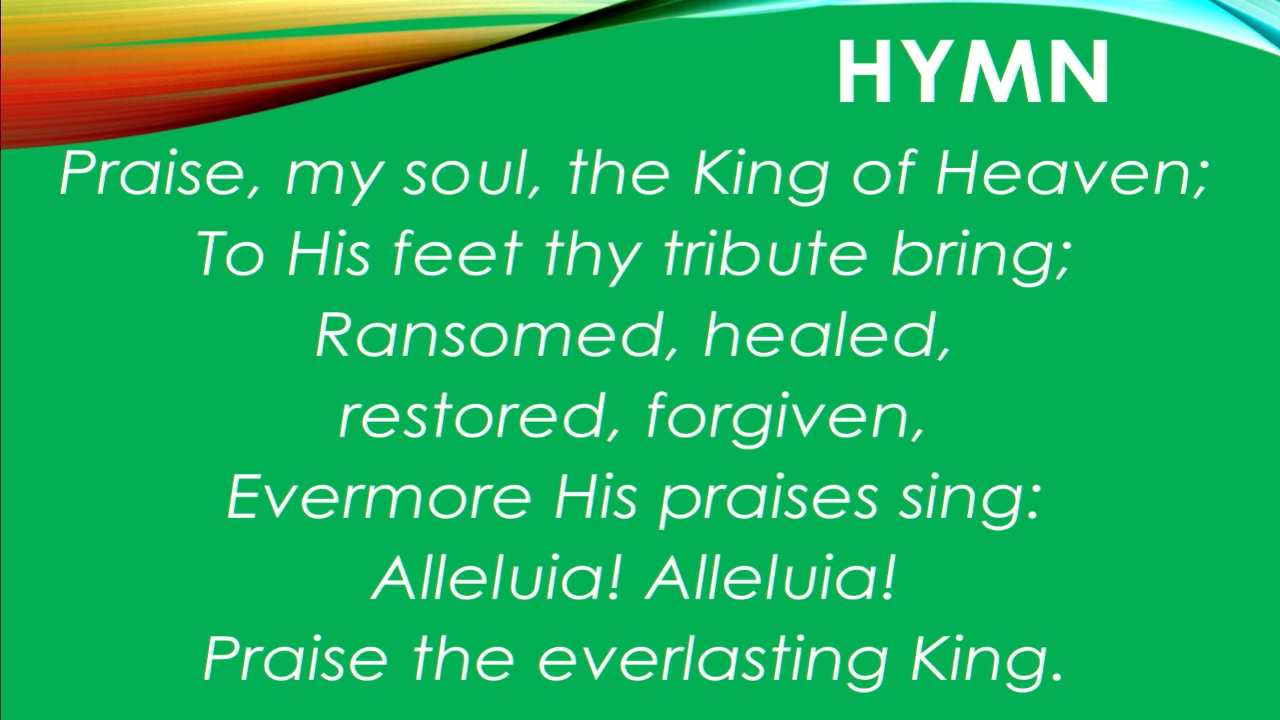 HYMN
Praise, my soul, the King of Heaven;
To His feet thy tribute bring;
Ransomed, healed,
restored, forgiven,
Evermore His praises sing:
Alleluia! Alleluia!
Praise the everlasting King.